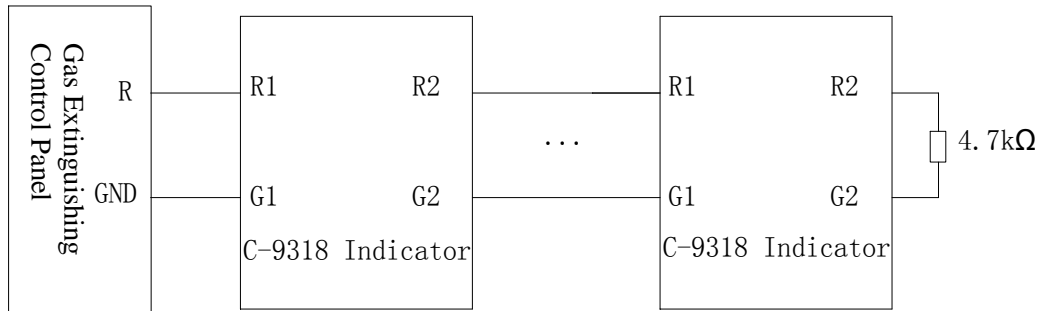 Gas Extinguishing
Control Panel
R
GND
R1
R2
G1
G2
C-9318 Indicator
...
R1
R2
G1
G2
C-9318 Indicator
4.7kΩ